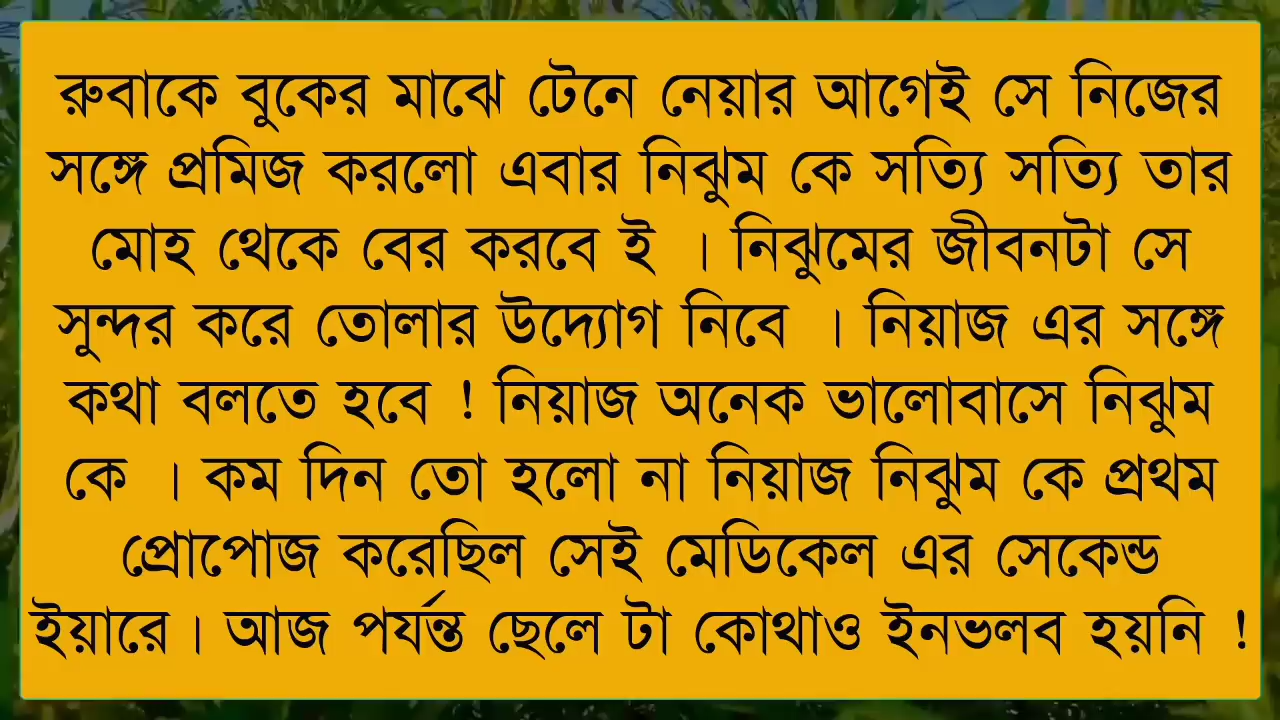 রুবাকে বুকের মাঝে টেনে নেয়ার আগেই সে নিজের
সঙ্গে প্রমিজ করলো এবার নিঝুম কে সত্যি সত্যি তার
মোহ থেকে বের করবে ই । নিঝুমের জীবনটা সে
সুন্দর করে তোলার উদ্যোগ নিবে । নিয়াজ এর সঙ্গে
কথা বলতে হবে ! নিয়াজ অনেক ভালোবাসে নিঝুম
কে । কম দিন তো হলো না নিয়াজ নিঝুম কে প্রথম
প্রোপোজ করেছিল সেই মেডিকেল এর সেকেন্ড
ইয়ারে । আজ পর্যন্ত ছেলে টা কোথাও ইনভলব হয়নি !